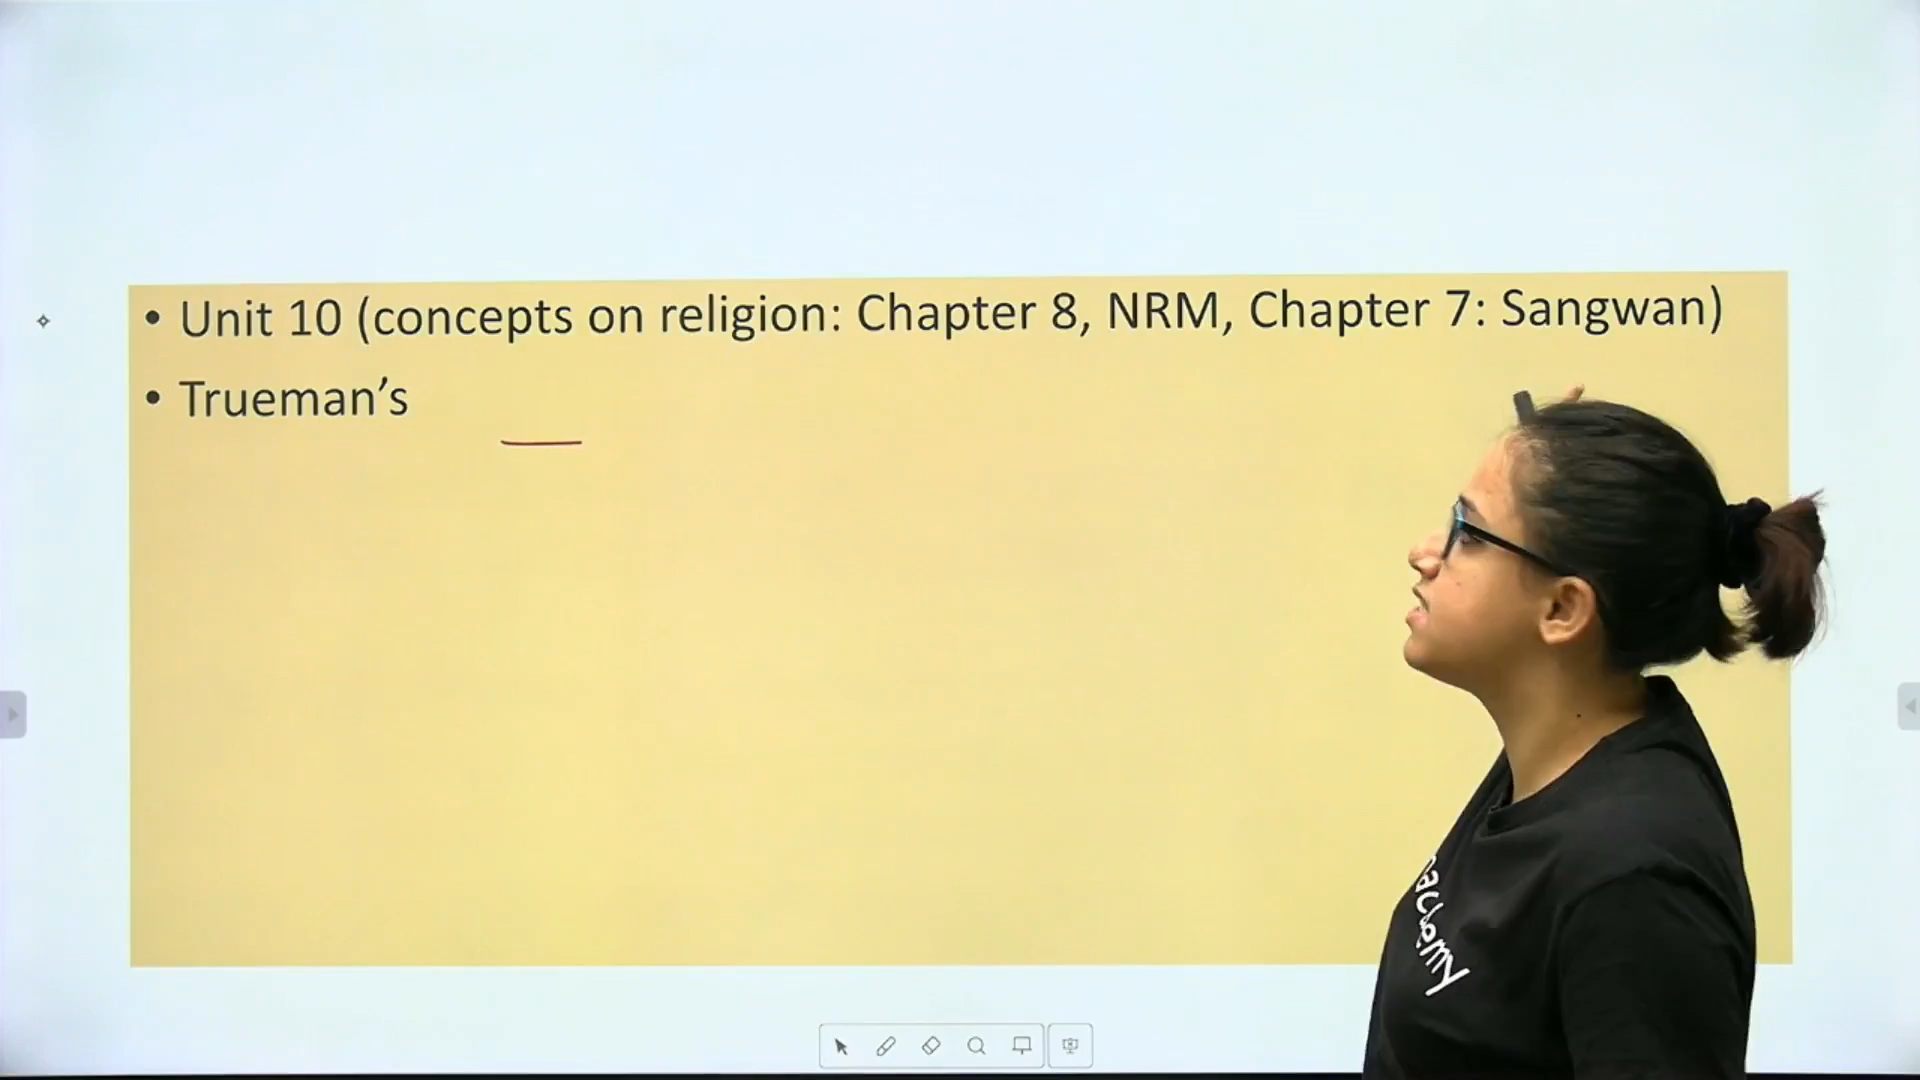 • Unit 10 (concepts on religion: Chapter 8, NRM, Chapter 7: Sangwan)
• Trueman’s